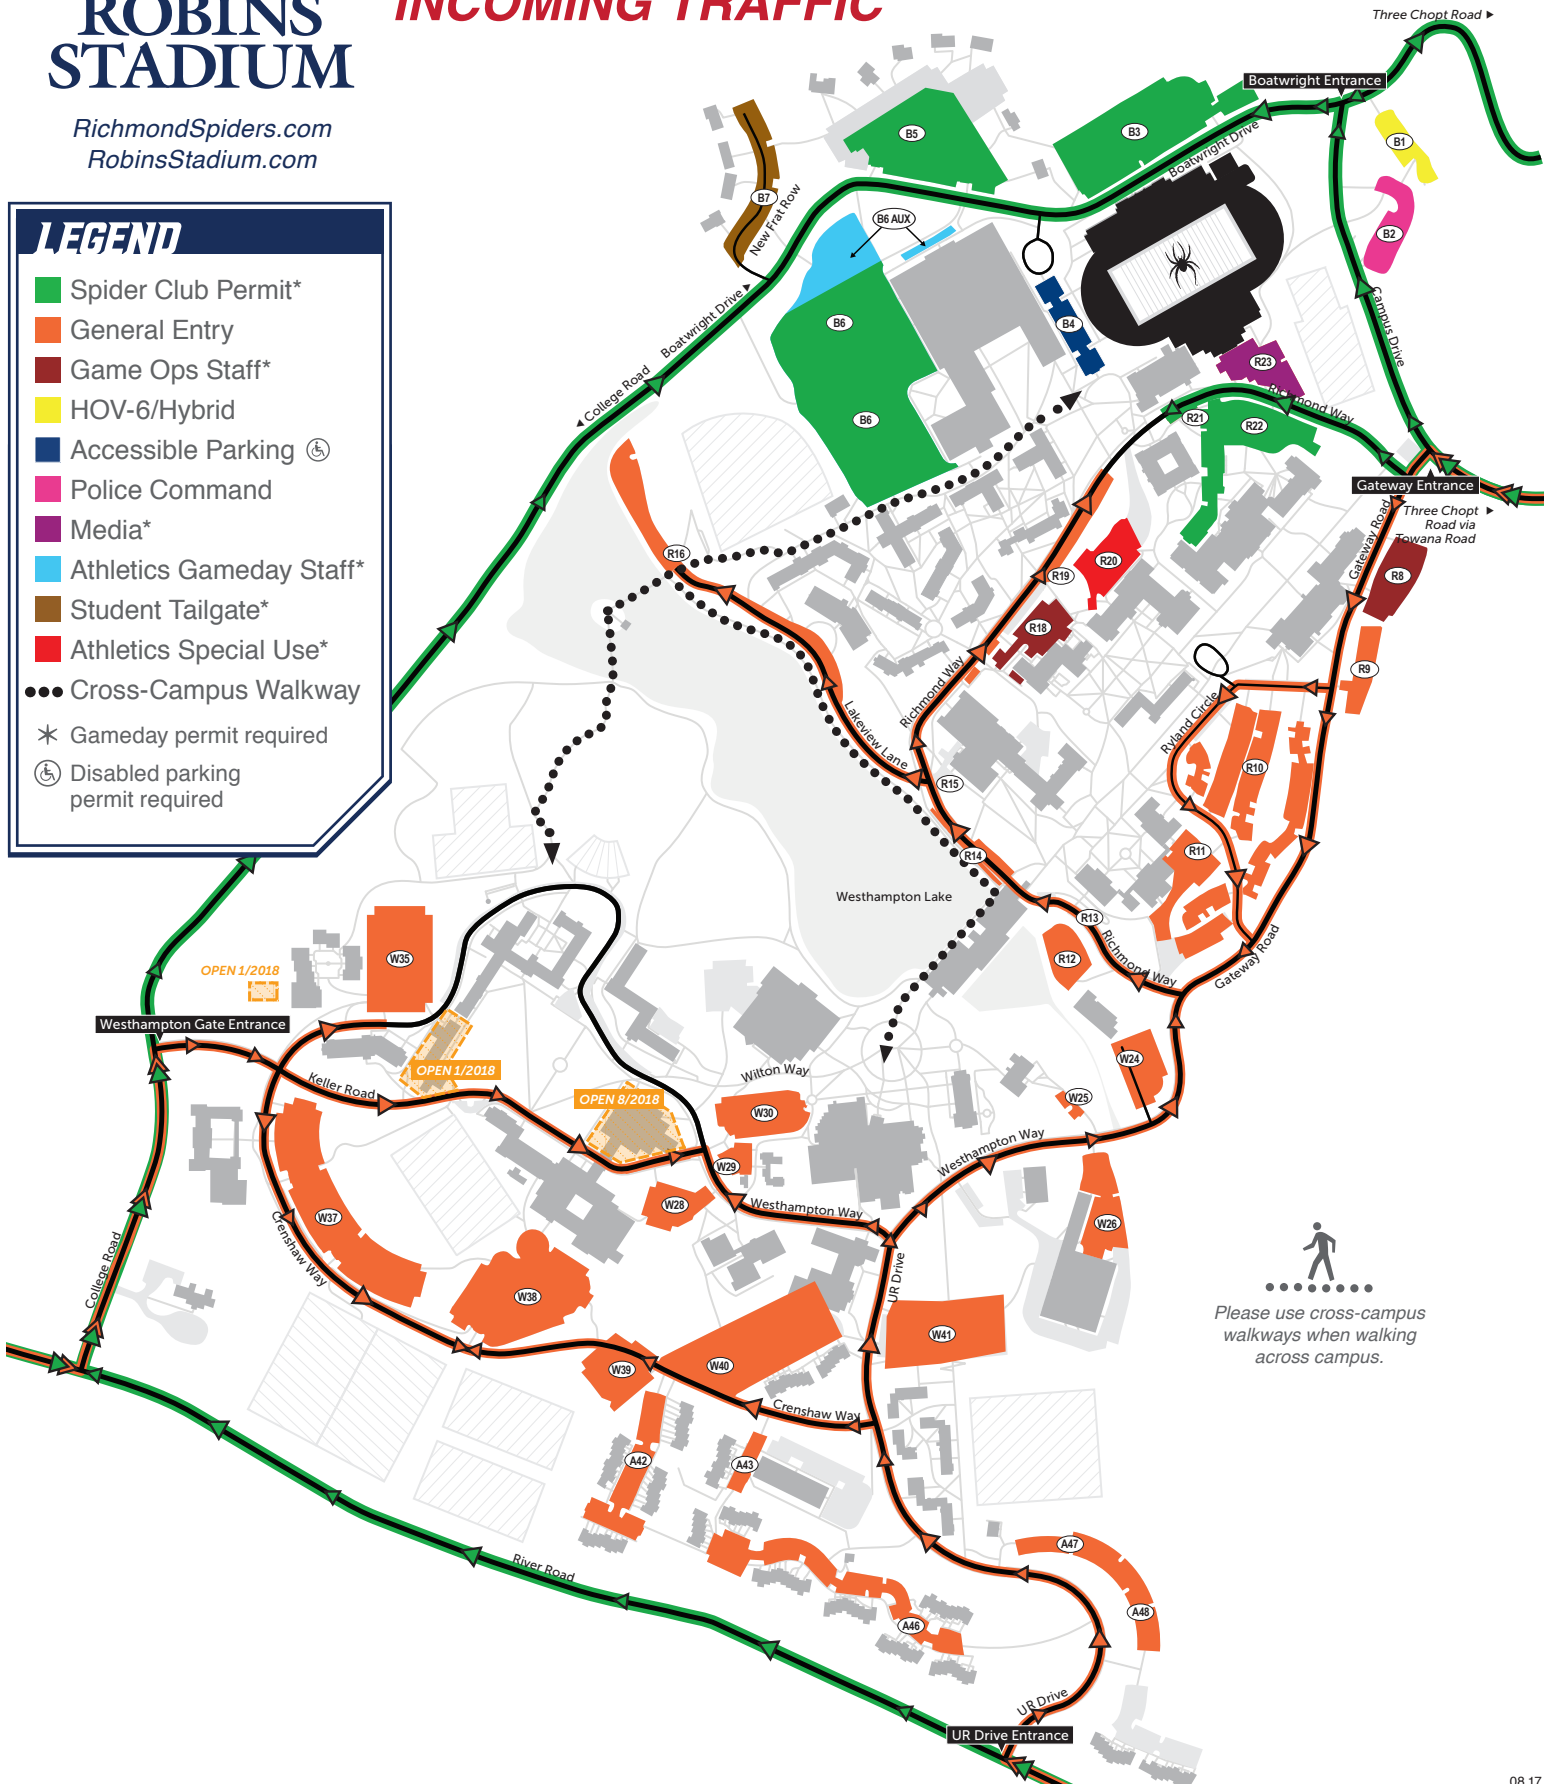 INCOMING TRAFFIC
ROBINS
STADIUM
RichmondSpiders.com
RobinsStadium.com
LEGEND
Spider Club Permit*
General Entry
Game Ops Staff*
HOV-6/Hybrid
Accessible Parking
Police Command
Media*
Athletics Gameday Staff*
Student Tailgate*
Athletics Special Use*
Cross-Campus Walkway
Gameday permit required
Disabled parking
permit required
Three Chopt Road
Boatwright Entrance
B5
B3
Boatwright Drive
B1
B7
New Frat Row
B6 AUX
B2
Boatwright Drive
B6
B4
Campus Drive
R23
College Road
B6
R21
R22
Richmond Way
Gateway Entrance
Three Chopt
Road via
Towana Road
Gateway Road
R16
R20
R19
R8
R18
R9
Richmond Way
Lakeview Lane
Ryland Circle
R10
R15
R14
R11
Westhampton Lake
R13
R12
Richmond Way
Gateway Road
W35
OPEN 1/2018
Westhampton Gate Entrance
OPEN 1/2018
Keller Road
OPEN 8/2018
Wilton Way
W30
W24
W25
W29
Westhampton Way
W28
Westhampton Way
W26
W37
Crenshaw Way
College Road
UR Drive
W38
W41
W40
W39
Crenshaw Way
Please use cross-campus
walkways when walking
across campus.
A42
A43
River Road
A47
A48
A46
UR Drive
UR Drive Entrance
08.17